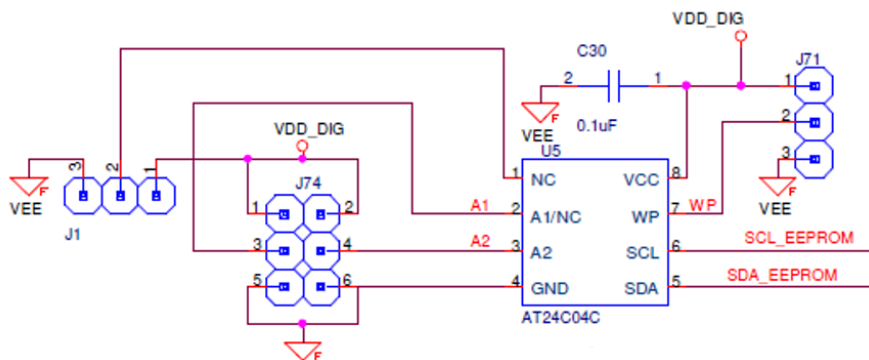 VDD_DIG
C30
J71
2 1
1
VEE
0.1uF
2
VDD_DIG
U5
3
3 2 1
J74
1 NC VCC 8
VEE
VEE
1 2
A1 2 A1/NC WP 7 WP
J1
3 4
A2 3 A2 SCL 6 SCL_EEPROM
5 6
4 GND SDA 5 SDA_EEPROM
AT24C04C
F
F
F
F